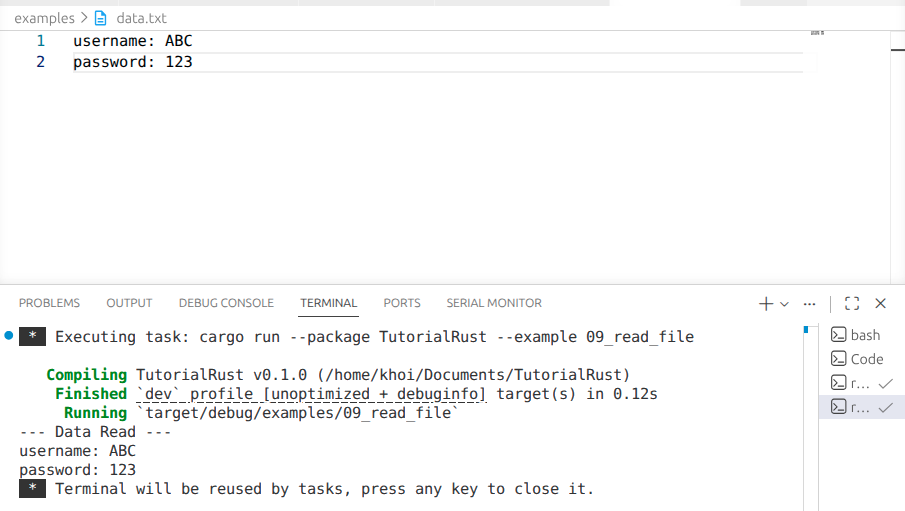 examples > data.txt
1 username: ABC
2 password: 123
PROBLEMS OUTPUT DEBUG CONSOLE TERMINAL PORTS SERIAL MONITOR
* Executing task: cargo run --package TutorialRust --example 09_read_file
Compiling TutorialRust v0.1.0 (/home/khoi/Documents/TutorialRust)
Finished `dev` profile [unoptimized + debuginfo] target(s) in 0.12s
Running `target/debug/examples/09_read_file`
--- Data Read ---
username: ABC
password: 123
* Terminal will be reused by tasks, press any key to close it.
bash
Code
r...
r...